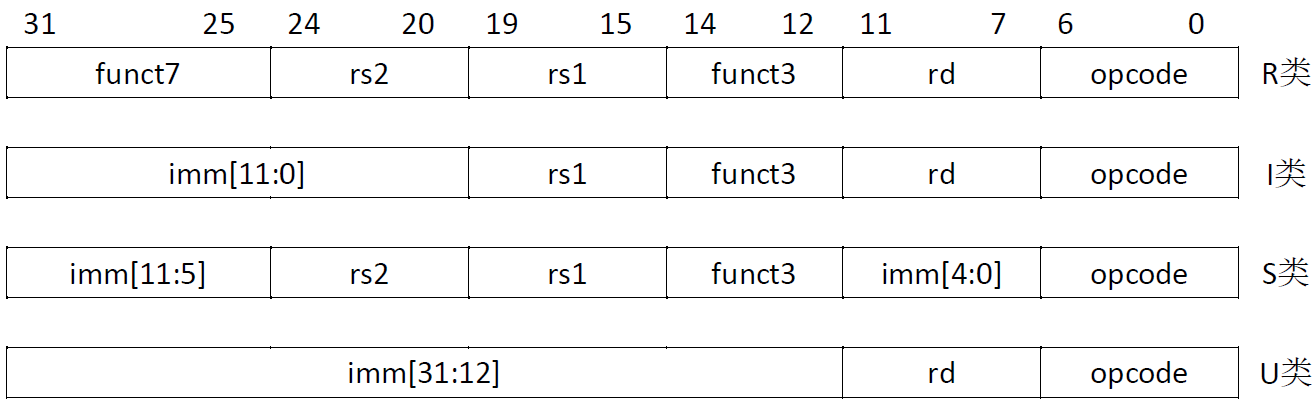 31 25 24 20 19 15 14 12 11 7 6 0
funct7 rs2 rs1 funct3 rd opcode R类
imm[11:0] rs1 funct3 rd opcode I类
imm[11:5] rs2 rs1 funct3 imm[4:0] opcode S类
imm[31:12] rd opcode U类